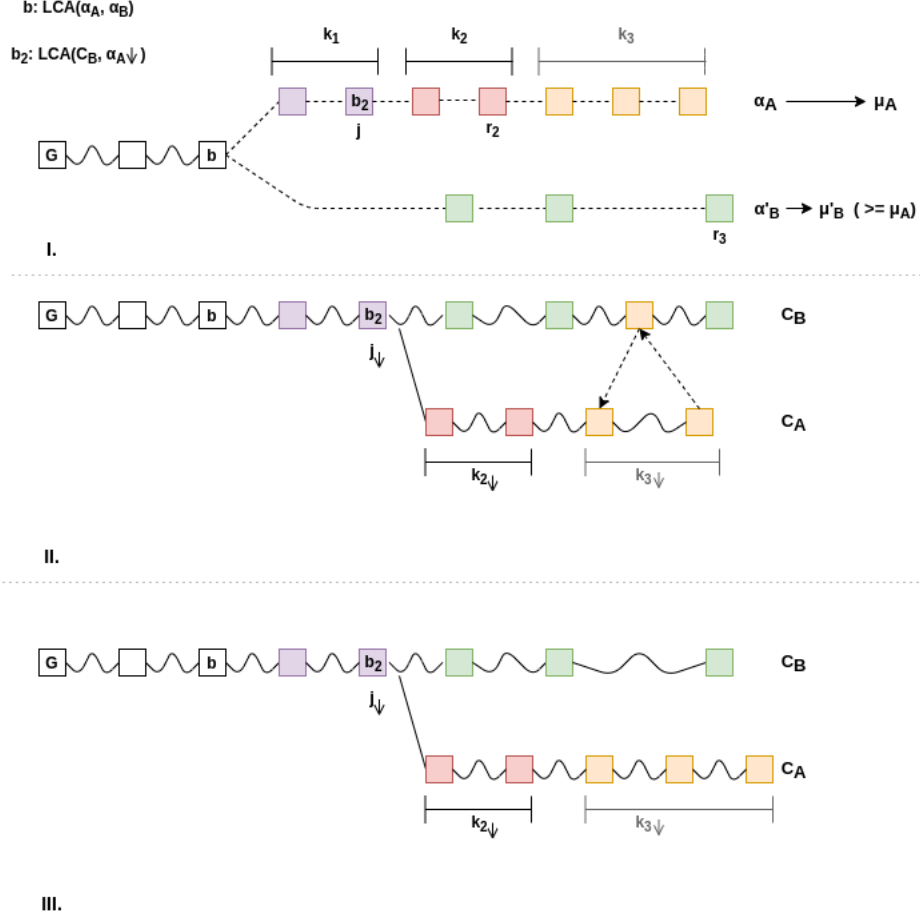 b: LCA(αA, αB)
b2: LCA(CB, αA↓)
k1 k2 k3
b2
αA → μA
j r2
G b
α'B → μ'B ( >= μA)
r3
I.
G b b2 CB
j↓
CA
k2↓ k3↓
II.
G b b2 CB
j↓
CA
k2↓ k3↓
III.